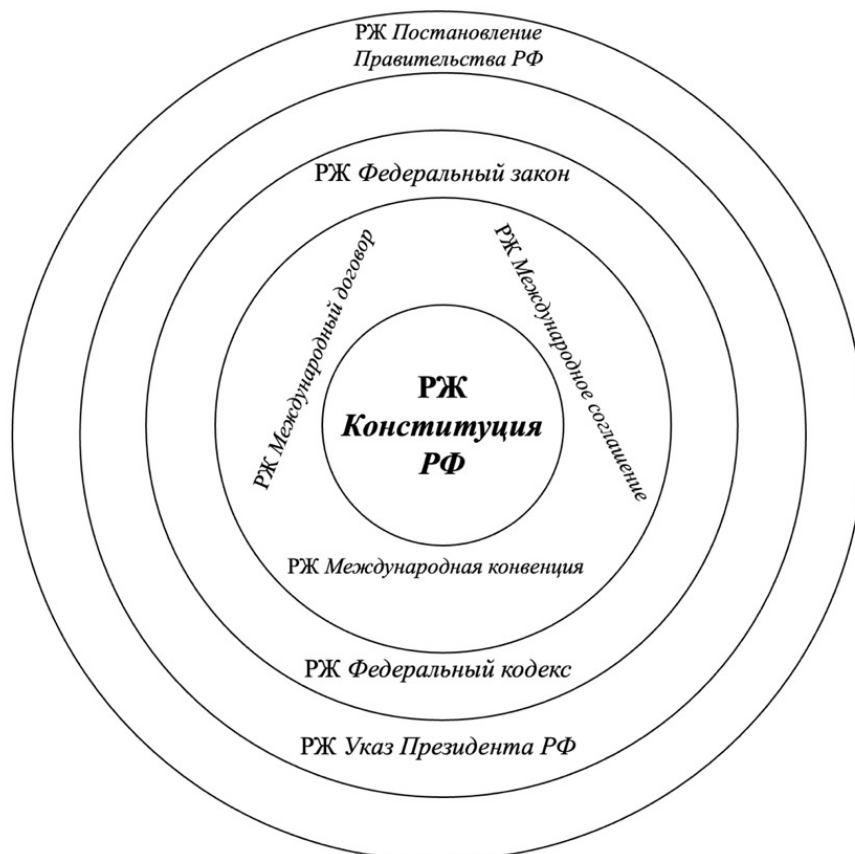 РЖ Постановление
Правительства РФ
РЖ Федеральный закон
РЖ Международный договор
РЖ Международное соглашение
РЖ
Конституция
РФ
РЖ Международная конвенция
РЖ Федеральный кодекс
РЖ Указ Президента РФ